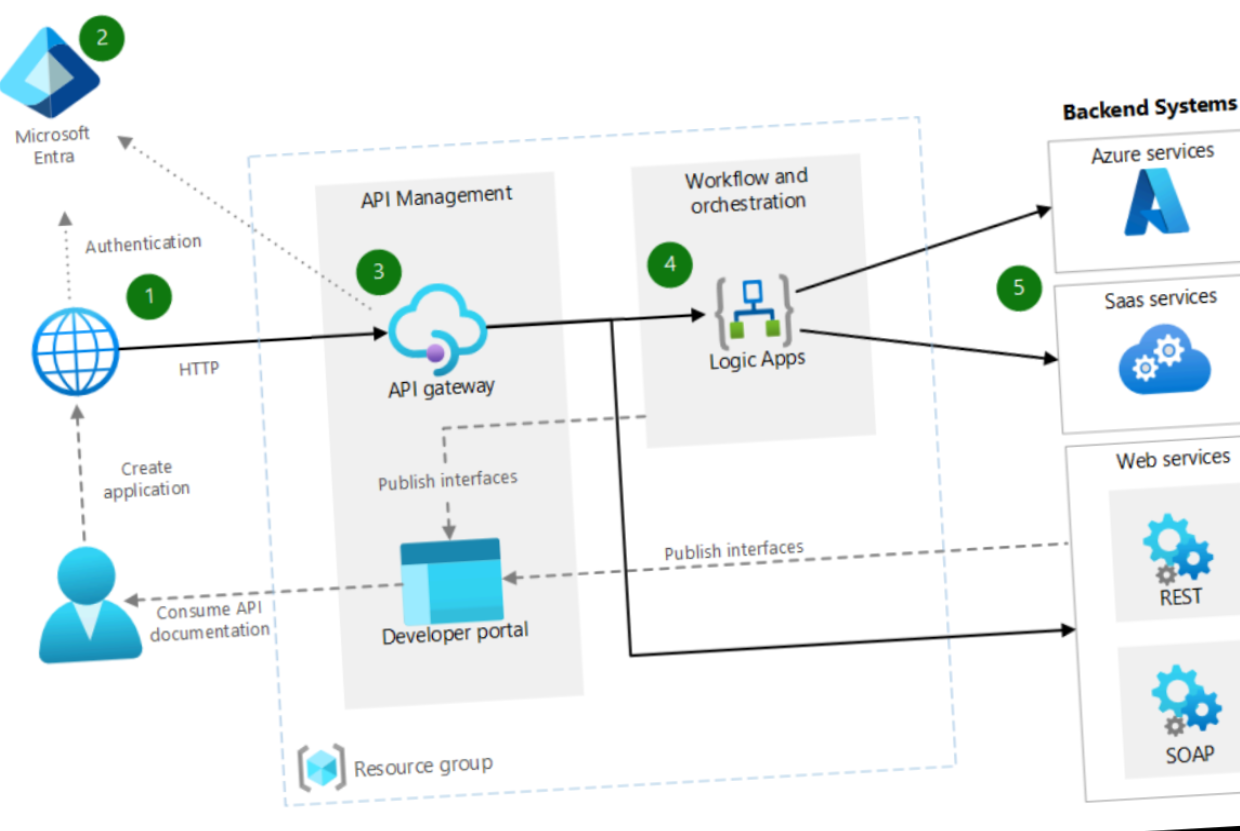 2
Microsoft
Entra
Backend Systems
Azure services
API Management
Workflow and
orchestration
Authentication
1
3
4
5
Saas services
HTTP
API gateway
Logic Apps
Create
application
Publish interfaces
Web services
Publish interfaces
REST
Consume API
documentation
Developer portal
SOAP
Resource group